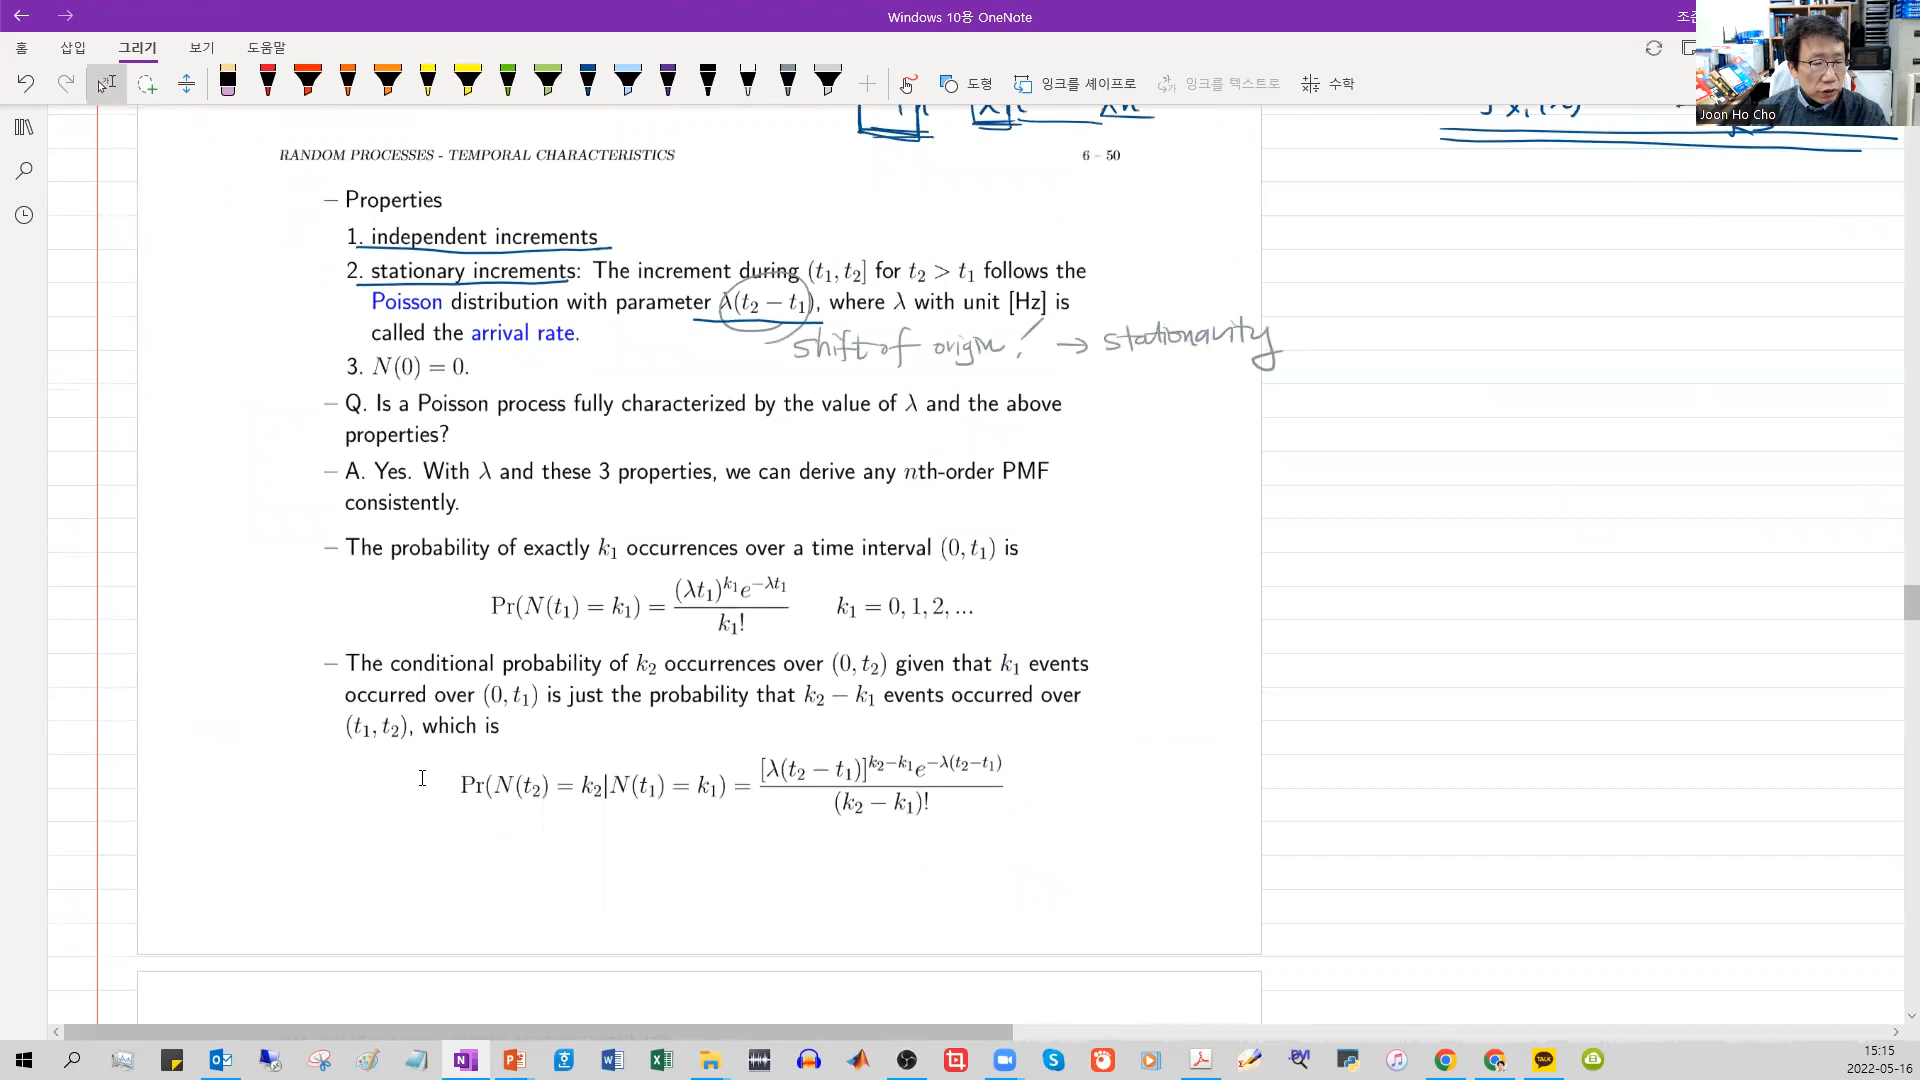 Windows 10용 OneNote
홈 삽입 그리기 보기 도움말
도형 잉크를 셰이프로 잉크를 텍스트로 수학
Joon Ho Cho
RANDOM PROCESSES - TEMPORAL CHARACTERISTICS 6 – 50
– Properties
1. independent increments
2. stationary increments: The increment during (t₁, t₂] for t₂ > t₁ follows the
Poisson distribution with parameter λ(t₂ − t₁), where λ with unit [Hz] is
called the arrival rate.
shift of origin! → stationarity
3. N(0) = 0.
– Q. Is a Poisson process fully characterized by the value of λ and the above
properties?
– A. Yes. With λ and these 3 properties, we can derive any nth-order PMF
consistently.
– The probability of exactly k₁ occurrences over a time interval (0, t₁) is
Pr(N(t₁) = k₁) = (λt₁)^{k₁}e^{−λt₁} / k₁! k₁ = 0, 1, 2, ...
– The conditional probability of k₂ occurrences over (0, t₂) given that k₁ events
occurred over (0, t₁) is just the probability that k₂ − k₁ events occurred over
(t₁, t₂), which is
Pr(N(t₂) = k₂|N(t₁) = k₁) = [λ(t₂ − t₁)]^{k₂−k₁}e^{−λ(t₂−t₁)} / (k₂ − k₁)!
15:15
2022-05-16